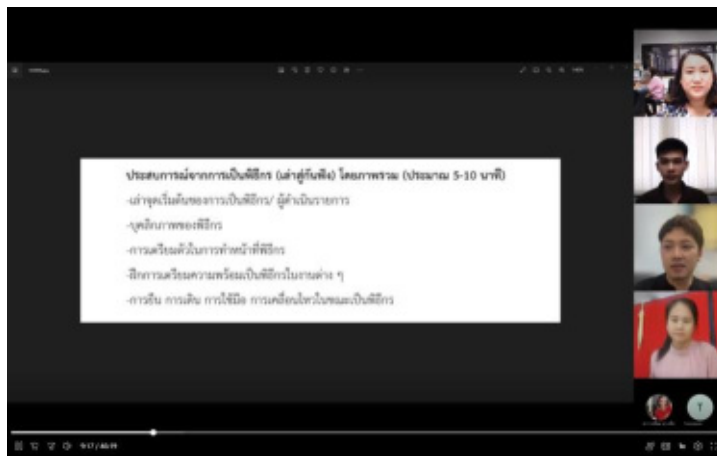 ประสบการณ์จากการเป็นพิธีกร (เล่าสู่กันฟัง) โดยภาพรวม (ประมาณ 5-10 นาที)
-เล่าจุดเริ่มต้นของการเป็นพิธีกร/ ผู้ดำเนินรายการ
-บุคลิกภาพของพิธีกร
-การเตรียมตัวในการทำหน้าที่พิธีกร
-ฝึกการเตรียมความพร้อมเป็นพิธีกรในงานต่าง ๆ
-การยืน การเดิน การใช้มือ การเคลื่อนไหวในขณะเป็นพิธีกร
T